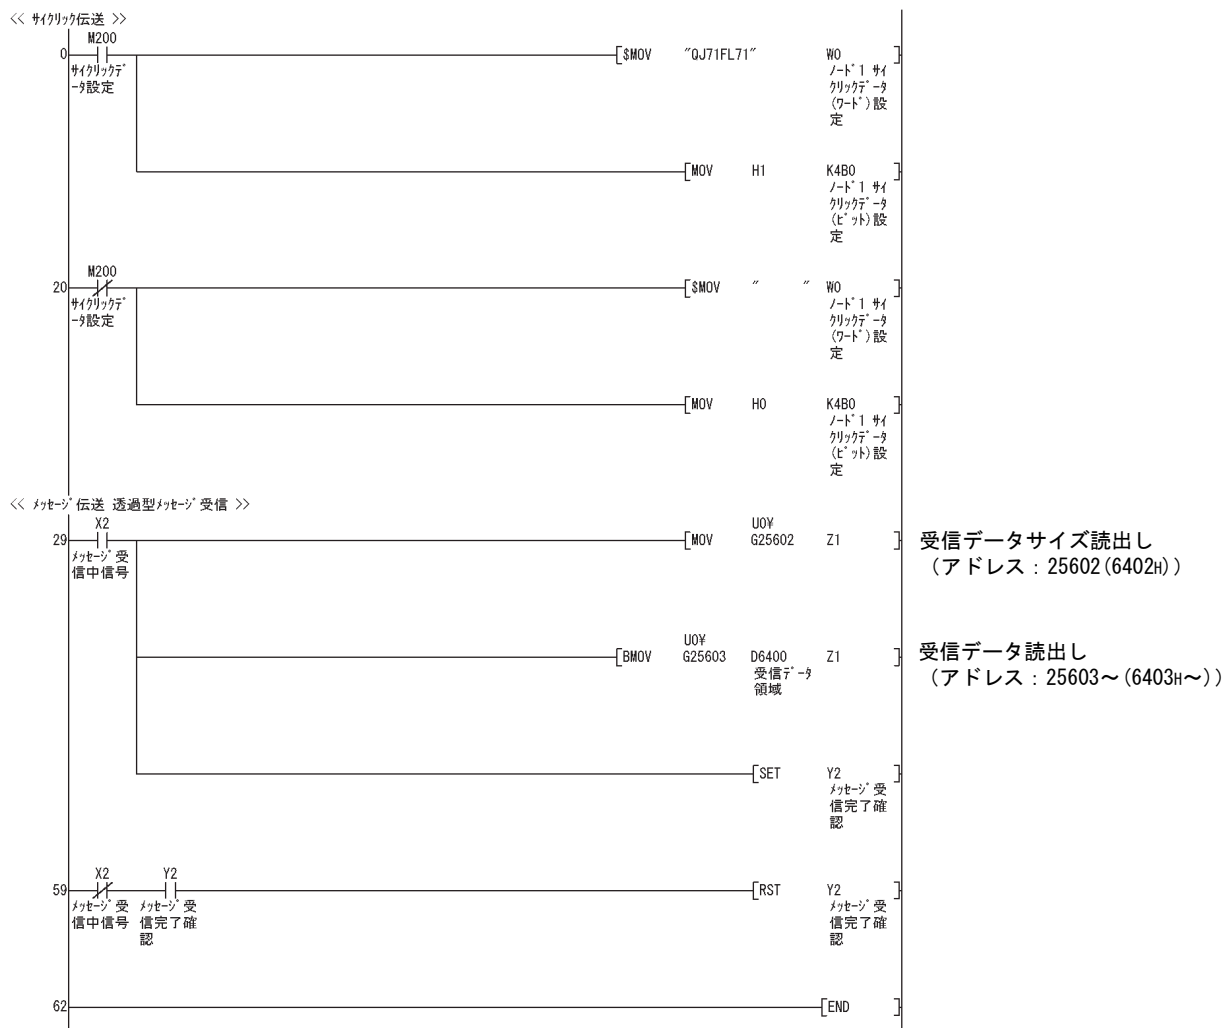 << ｻｲｸﾘｯｸ伝送 >>
M200
0
[$MOV "QJ71FL71" W0 ]
ｻｲｸﾘｯｸﾃﾞ
ｰﾀ設定
ﾉｰﾄﾞ1 ｻｲ
ｸﾘｯｸﾃﾞｰﾀ
(ﾜｰﾄﾞ)設
定
[MOV H1 K4B0 ]
ﾉｰﾄﾞ1 ｻｲ
ｸﾘｯｸﾃﾞｰﾀ
(ﾋﾞｯﾄ)設
定
M200
20
[$MOV " " W0 ]
ｻｲｸﾘｯｸﾃﾞ
ｰﾀ設定
ﾉｰﾄﾞ1 ｻｲ
ｸﾘｯｸﾃﾞｰﾀ
(ﾜｰﾄﾞ)設
定
[MOV H0 K4B0 ]
ﾉｰﾄﾞ1 ｻｲ
ｸﾘｯｸﾃﾞｰﾀ
(ﾋﾞｯﾄ)設
定
<< ﾒｯｾｰｼﾞ伝送 透過型ﾒｯｾｰｼﾞ受信 >>
X2
U0¥
29
[MOV G25602 Z1 ]
受信データサイズ読出し
（アドレス：25602(6402H)）
ﾒｯｾｰｼﾞ受
信中信号
U0¥
[BMOV G25603 D6400 Z1 ]
受信データ読出し
（アドレス：25603～(6403H～)）
受信ﾃﾞｰﾀ
領域
[SET Y2 ]
ﾒｯｾｰｼﾞ受
信完了確
認
X2 Y2
59
[RST Y2 ]
ﾒｯｾｰｼﾞ受
信中信号
ﾒｯｾｰｼﾞ受
信完了確
認
ﾒｯｾｰｼﾞ受
信完了確
認
62
[END ]